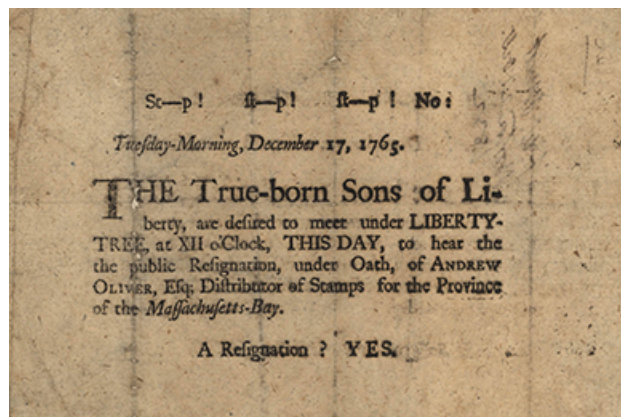 St—p! ſt—p! ſt—p! No:
Tueſday-Morning, December 17, 1765.
THE True-born Sons of Li-
berty, are deſired to meet under LIBERTY-
TREE, at XII o'Clock, THIS DAY, to hear the
the public Reſignation, under Oath, of ANDREW
OLIVER, Eſq; Diſtributor of Stamps for the Province
of the Maſſachuſetts-Bay.
A Reſignation ? YES.